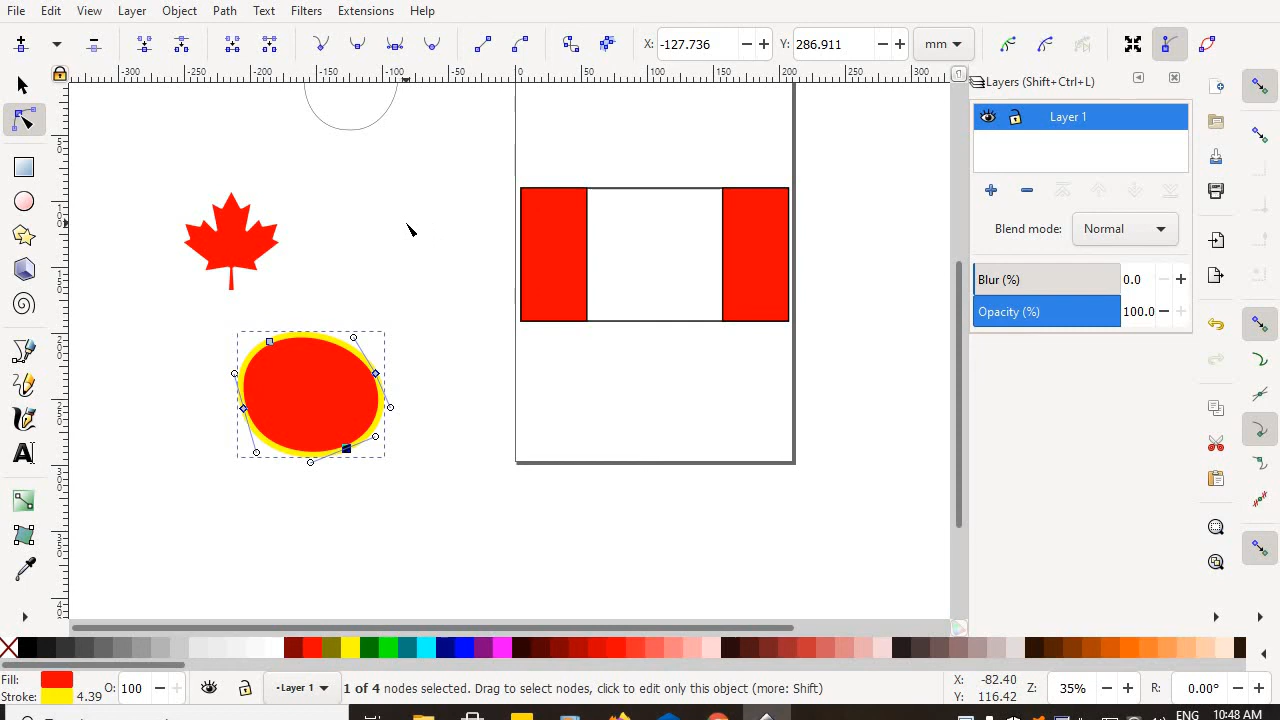 File Edit View Layer Object Path Text Filters Extensions Help
X: -127.736 Y: 286.911 mm
-300 -250 -200 -150 -100 -50 0 50 100 150 200 250 300
Layers (Shift+Ctrl+L)
Layer 1
Blend mode: Normal
Blur (%) 0.0
Opacity (%) 100.0
Fill:
Stroke: 4.39
O: 100
Layer 1
1 of 4 nodes selected. Drag to select nodes, click to edit only this object (more: Shift)
X: -82.40
Y: 116.42
Z: 35%
R: 0.00°
ENG 10:48 AM